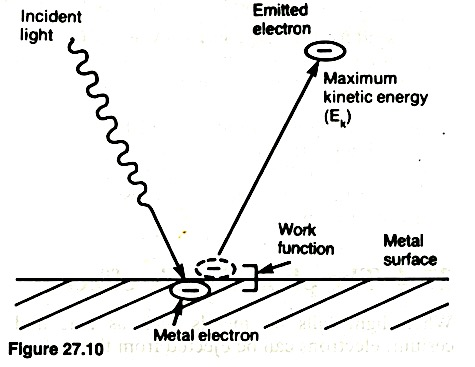 Incident
light
Emitted
electron
−
Maximum
kinetic energy
(Eₖ)
Work
function
−
Metal
surface
−
Metal electron
Figure 27.10